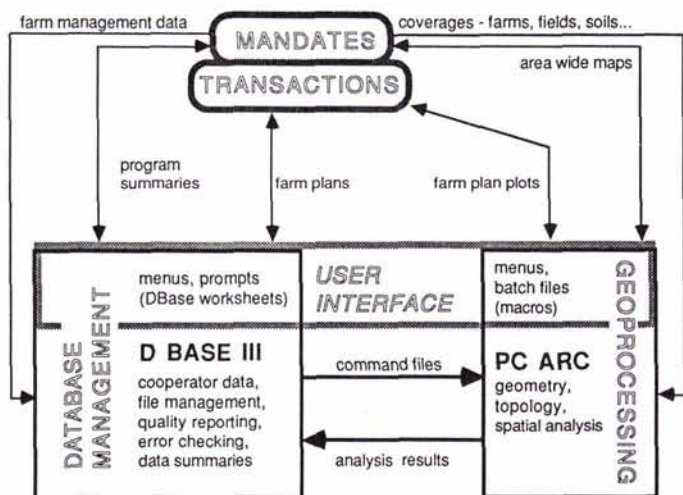 farm management data
coverages - farms, fields, soils...
MANDATES
TRANSACTIONS
area wide maps
program
summaries
farm plans
farm plan plots
menus, prompts
(DBase worksheets)
USER
INTERFACE
menus,
batch files
(macros)
DATABASE
MANAGEMENT
GEOPROCESSING
D BASE III
cooperator data,
file management,
quality reporting,
error checking,
data summaries
command files
analysis results
PC ARC
geometry,
topology,
spatial analysis